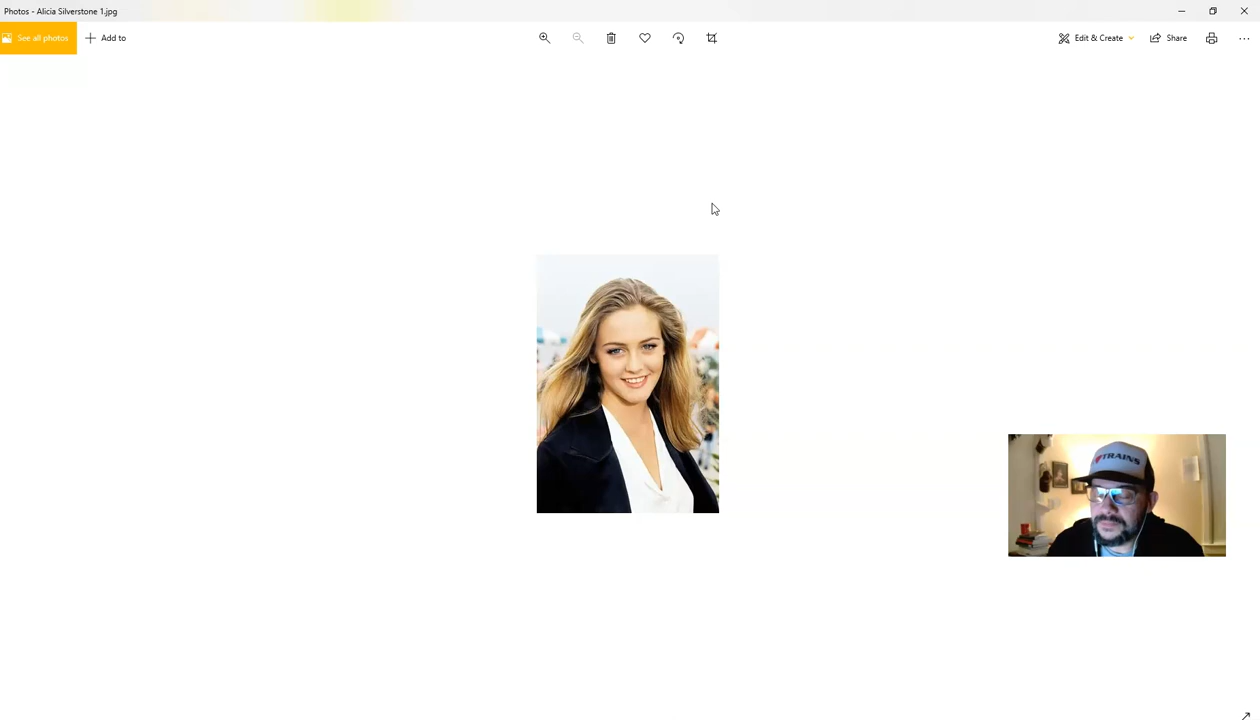 Photos - Alicia Silverstone 1.jpg
See all photos
Add to
Edit & Create
Share
TRAINS